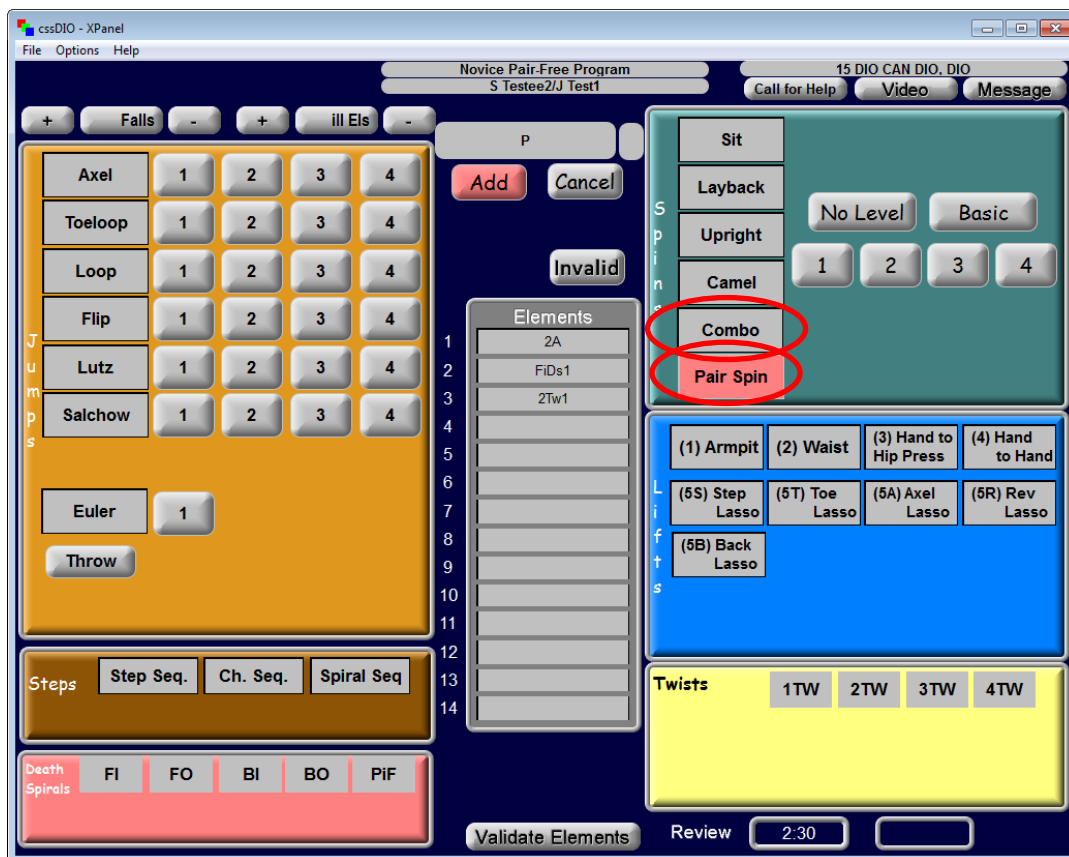 cssDIO - XPanel
File Options Help
Novice Pair-Free Program
S Testee2/J Test1
15 DIO CAN DIO, DIO
Call for Help Video Message
+ Falls - + ill Els -
P
Add Cancel
Invalid
Jumps
Axel 1 2 3 4
Toeloop 1 2 3 4
Loop 1 2 3 4
Flip 1 2 3 4
Lutz 1 2 3 4
Salchow 1 2 3 4
Euler 1
Throw
Steps
Step Seq. Ch. Seq. Spiral Seq
Death
Spirals
FI FO BI BO PiF
Elements
1 2A
2 FiDs1
3 2Tw1
4
5
6
7
8
9
10
11
12
13
14
Validate Elements
Spins
Sit
Layback
Upright
Camel
Combo
Pair Spin
No Level Basic
1 2 3 4
Lifts
(1) Armpit
(2) Waist
(3) Hand to
Hip Press
(4) Hand
to Hand
(5S) Step
Lasso
(5T) Toe
Lasso
(5A) Axel
Lasso
(5R) Rev
Lasso
(5B) Back
Lasso
Twists
1TW 2TW 3TW 4TW
Review 2:30